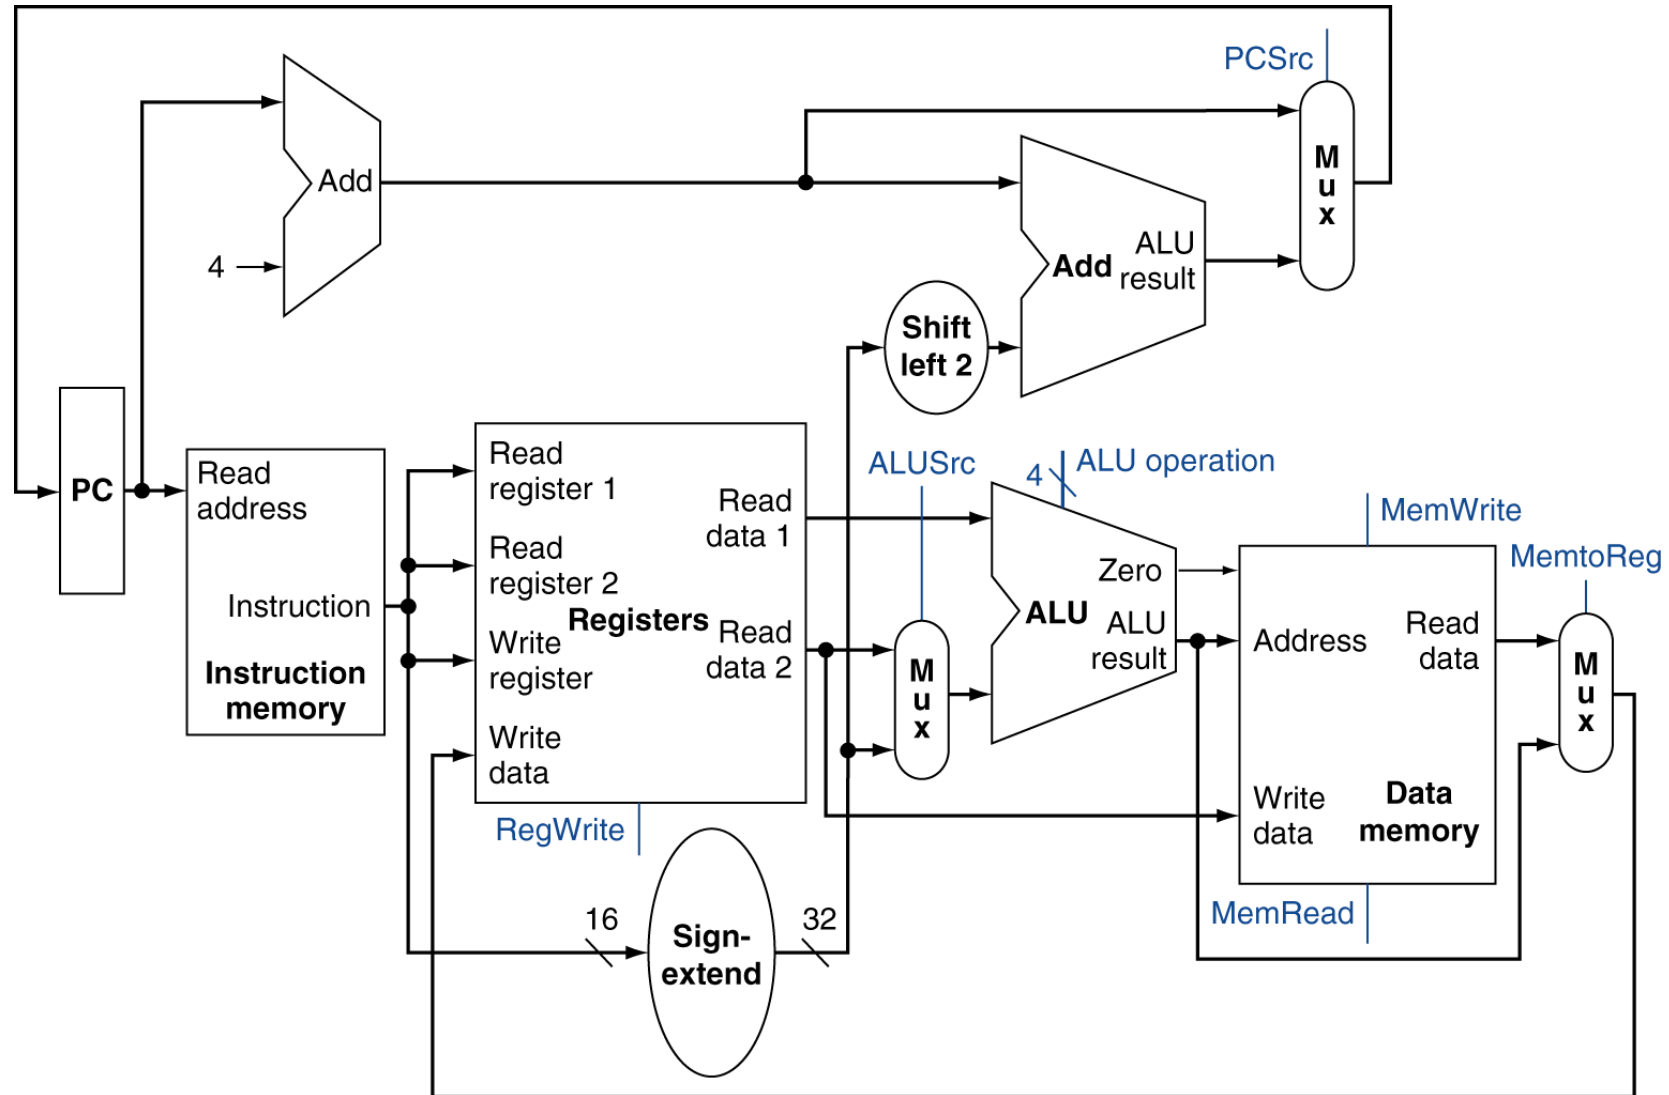 PCSrc
M
u
x
Add
ALU
result
Add
4
Shift
left 2
PC
Read
address
Instruction
Instruction
memory
Read
register 1
Read
register 2
Registers
Write
register
Write
data
Read
data 1
Read
data 2
RegWrite
16
Sign-
extend
32
ALUSrc
M
u
x
4
ALU operation
Zero
ALU
ALU
result
MemWrite
Address
Read
data
Write
data
Data
memory
MemRead
MemtoReg
M
u
x